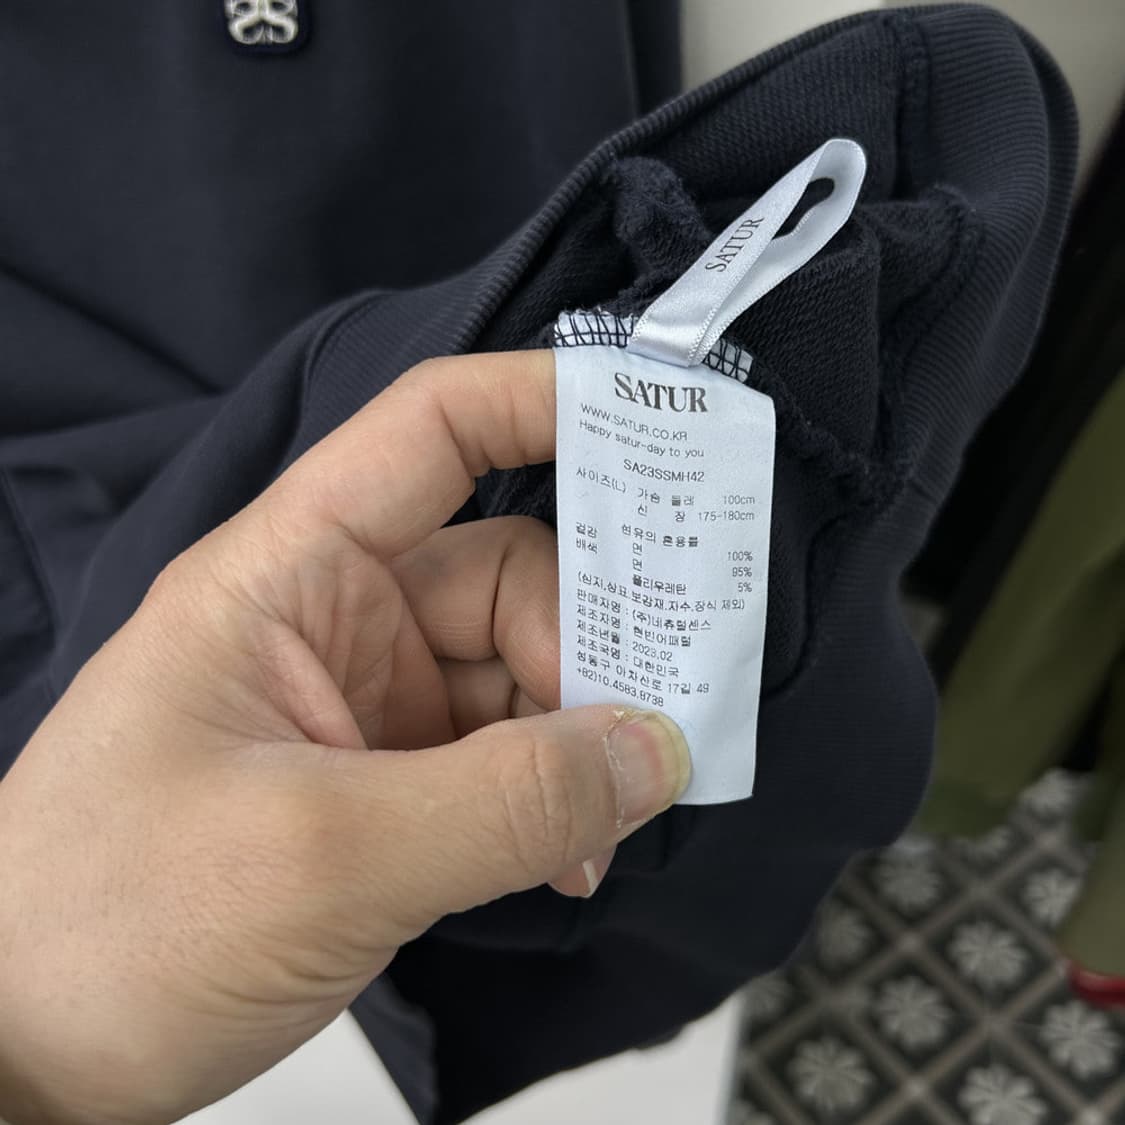 SATUR
SATUR
WWW.SATUR.CO.KR
Happy satur-day to you
SA23SSMH42
사이즈(L) 가슴 둘레 100cm
신 장 175-180cm
겉감 섬유의 혼용률
면 100%
배색 면 95%
폴리우레탄 5%
(심지,상표,보강재,자수,장식 제외)
판매자명 : (주)네츄럴센스
제조자명 : 현빈어패럴
제조년월 : 2023.02
제조국명 : 대한민국
성동구 아차산로 17길 49
+82)10.4583.8738